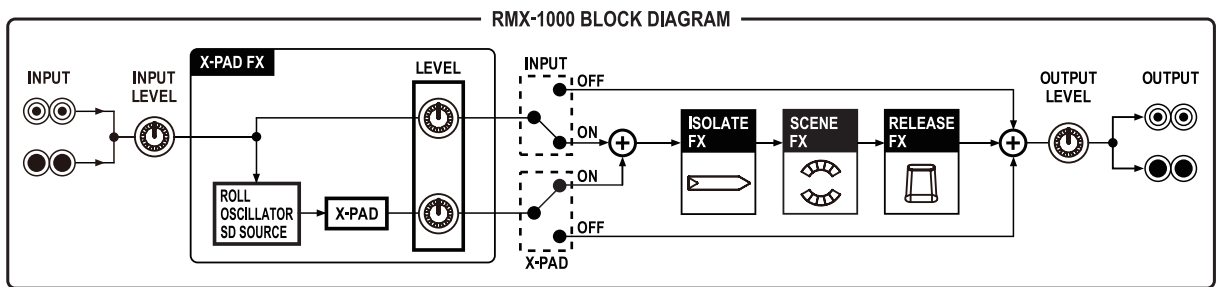 RMX-1000 BLOCK DIAGRAM
INPUT
INPUT
LEVEL
X-PAD FX
LEVEL
ROLL
OSCILLATOR
SD SOURCE
X-PAD
INPUT
OFF
ON
ON
OFF
X-PAD
ISOLATE
FX
SCENE
FX
RELEASE
FX
OUTPUT
LEVEL
OUTPUT